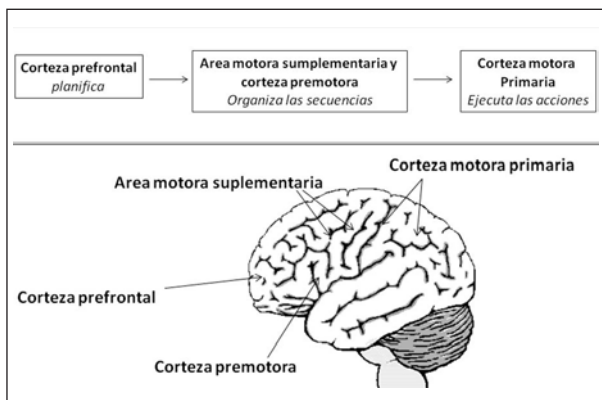 Corteza prefrontal
planifica
Area motora sumplementaria y
corteza premotora
Organiza las secuencias
Corteza motora
Primaria
Ejecuta las acciones
Corteza motora primaria
Area motora suplementaria
Corteza prefrontal
Corteza premotora